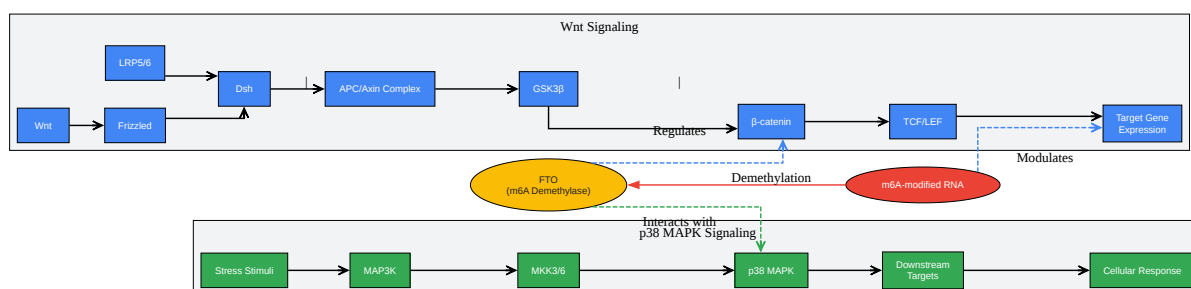 Wnt Signaling
LRP5/6
Dsh
|
APC/Axin Complex
GSK3β
|
Wnt
Frizzled
Regulates
β-catenin
TCF/LEF
Target Gene
Expression
Modulates
FTO
(m6A Demethylase)
Demethylation
m6A-modified RNA
Interacts with
p38 MAPK Signaling
Stress Stimuli
MAP3K
MKK3/6
p38 MAPK
Downstream
Targets
Cellular Response